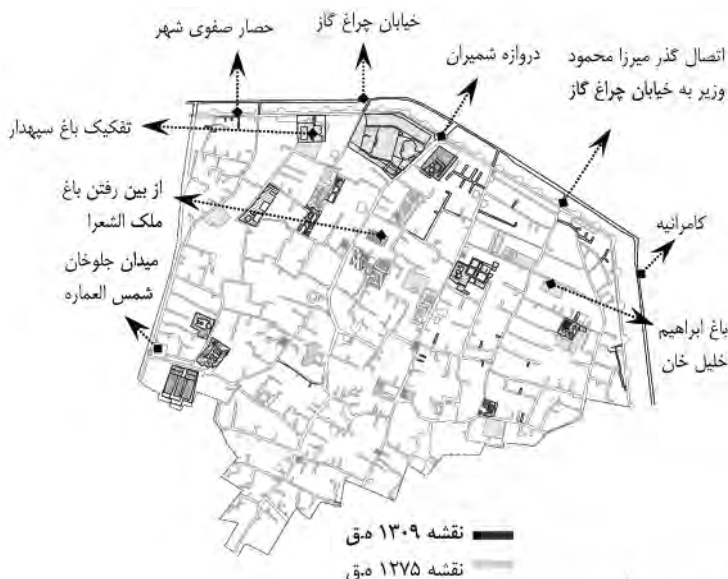 خیابان چراغ گاز
حصار صفوی شهر
دروازه شمیران
اتصال گذر میرزا محمود
وزیر به خیابان چراغ گاز
تفکیک باغ سپهدار
از بین رفتن باغ
ملک الشعرا
کامرانیه
میدان جلوخان
شمس العماره
باغ ابراهیم
خلیل خان
نقشه ۱۳۰۹ ه.ق
نقشه ۱۲۷۵ ه.ق